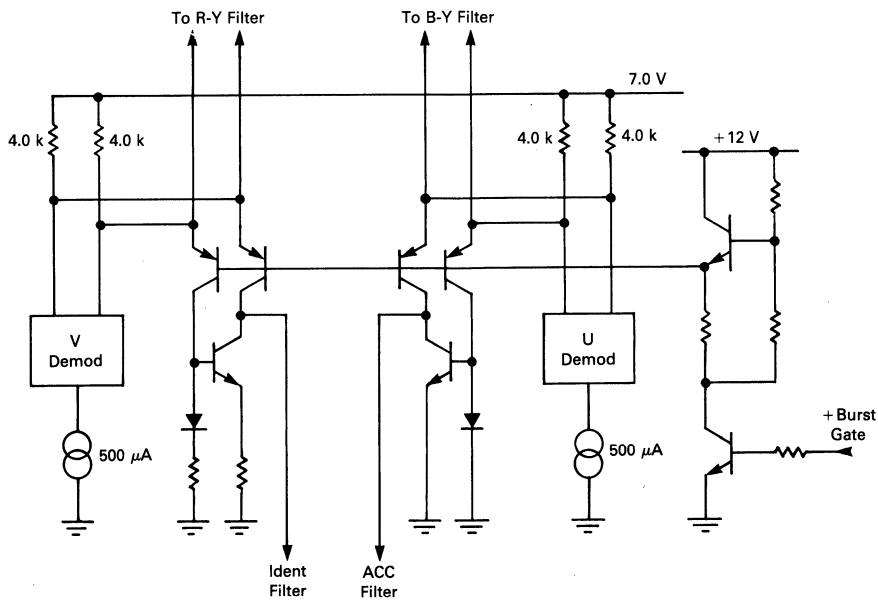 To R-Y Filter
To B-Y Filter
7.0 V
4.0 k
4.0 k
4.0 k
4.0 k
+12 V
V
Demod
U
Demod
+ Burst
Gate
500 μA
500 μA
Ident
Filter
ACC
Filter